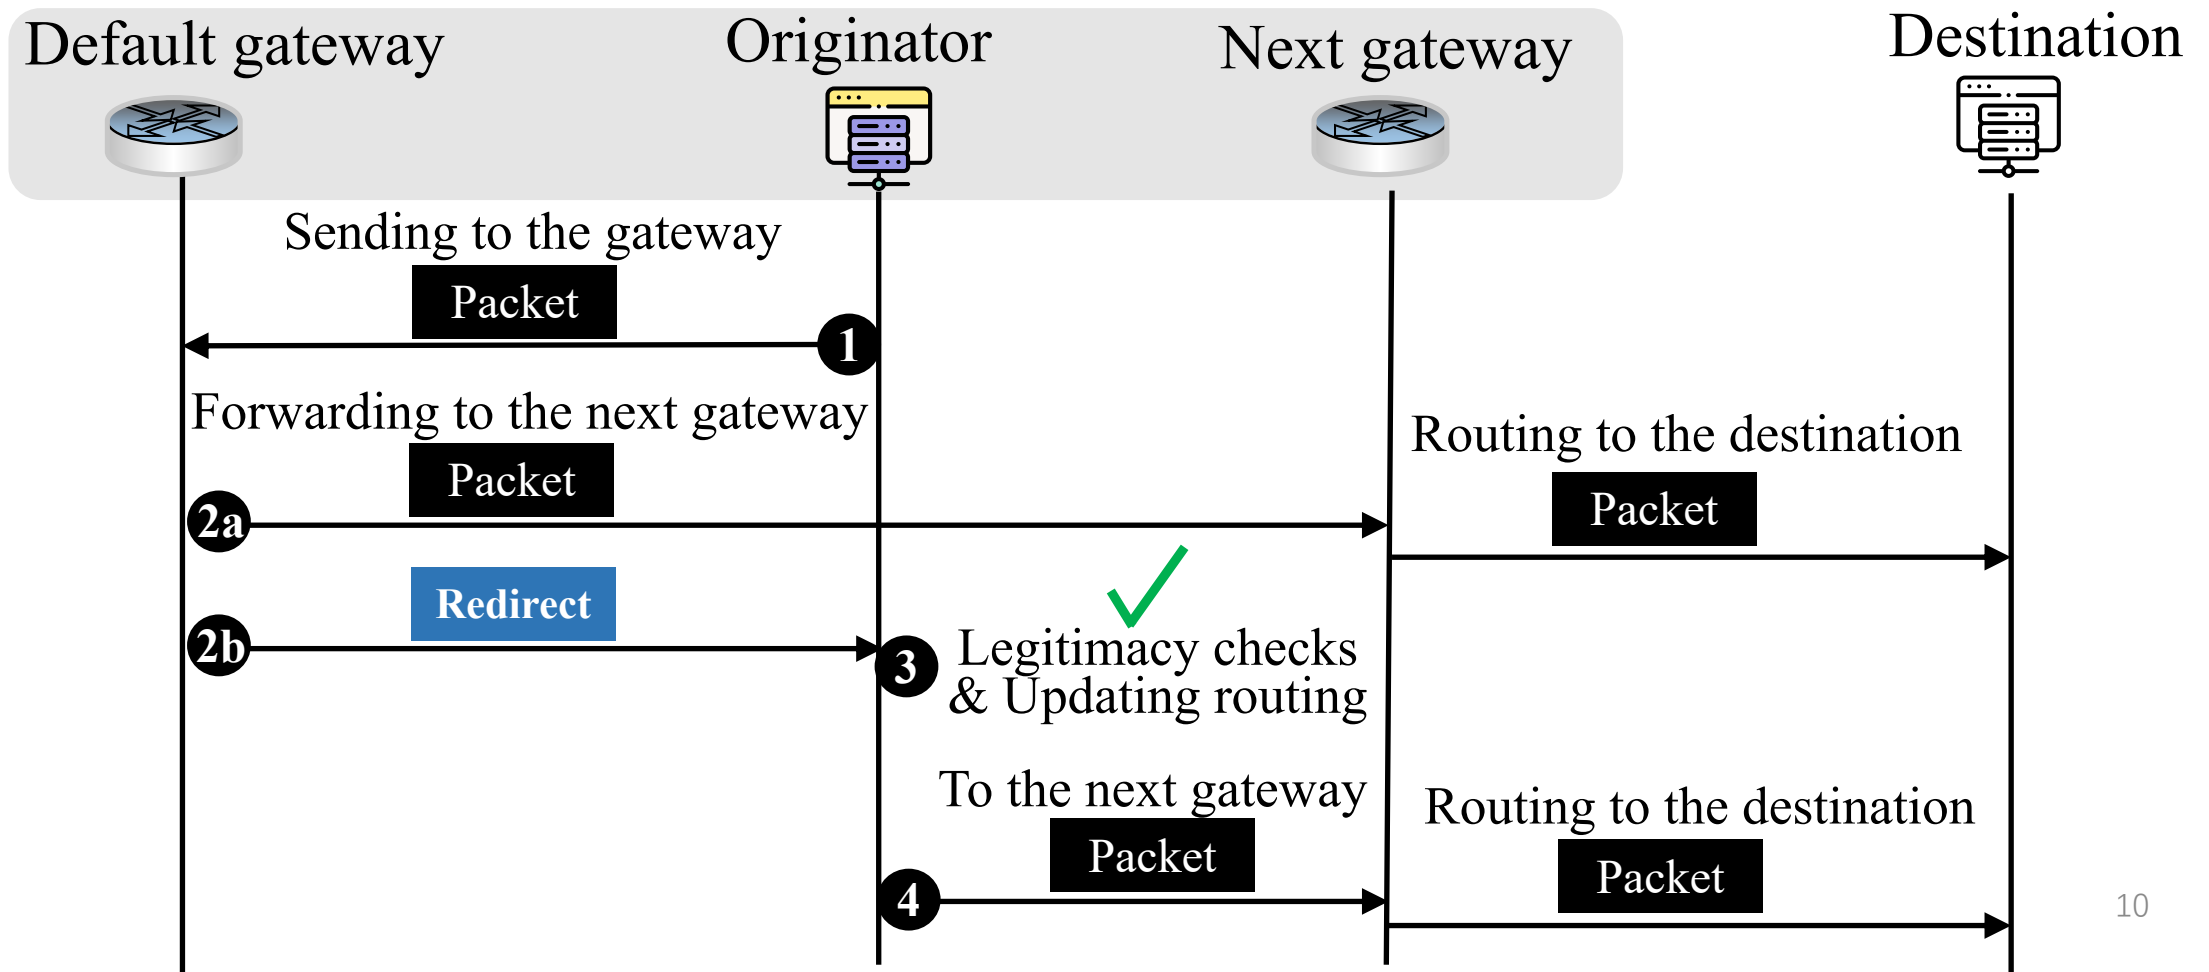 Default gateway
Originator
Next gateway
Destination
Sending to the gateway
Packet
1
Forwarding to the next gateway
Packet
2a
Routing to the destination
Packet
Redirect
2b
3
Legitimacy checks
& Updating routing
To the next gateway
Packet
4
Routing to the destination
Packet
10